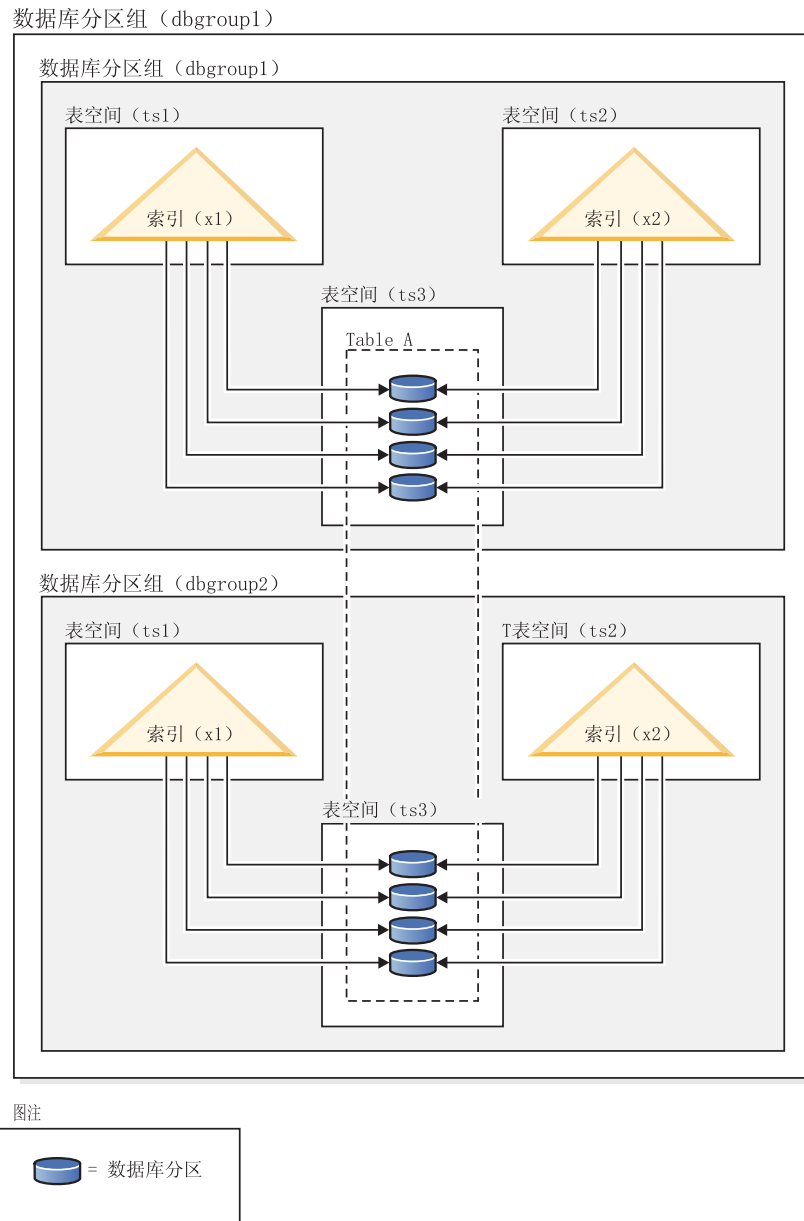 数据库分区组（dbgroup1）
数据库分区组（dbgroup1）
表空间（ts1）
表空间（ts2）
索引（x1）
索引（x2）
表空间（ts3）
Table A
数据库分区组（dbgroup2）
表空间（ts1）
T表空间（ts2）
索引（x1）
索引（x2）
表空间（ts3）
图注
= 数据库分区